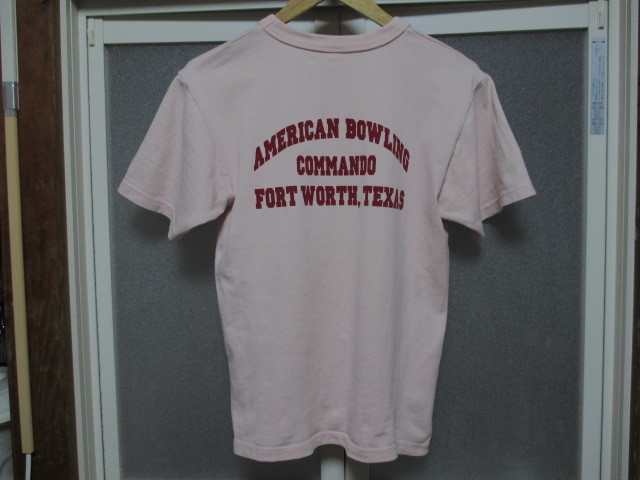 AMERICAN BOWLING
COMMANDO
FORT WORTH, TEXAS